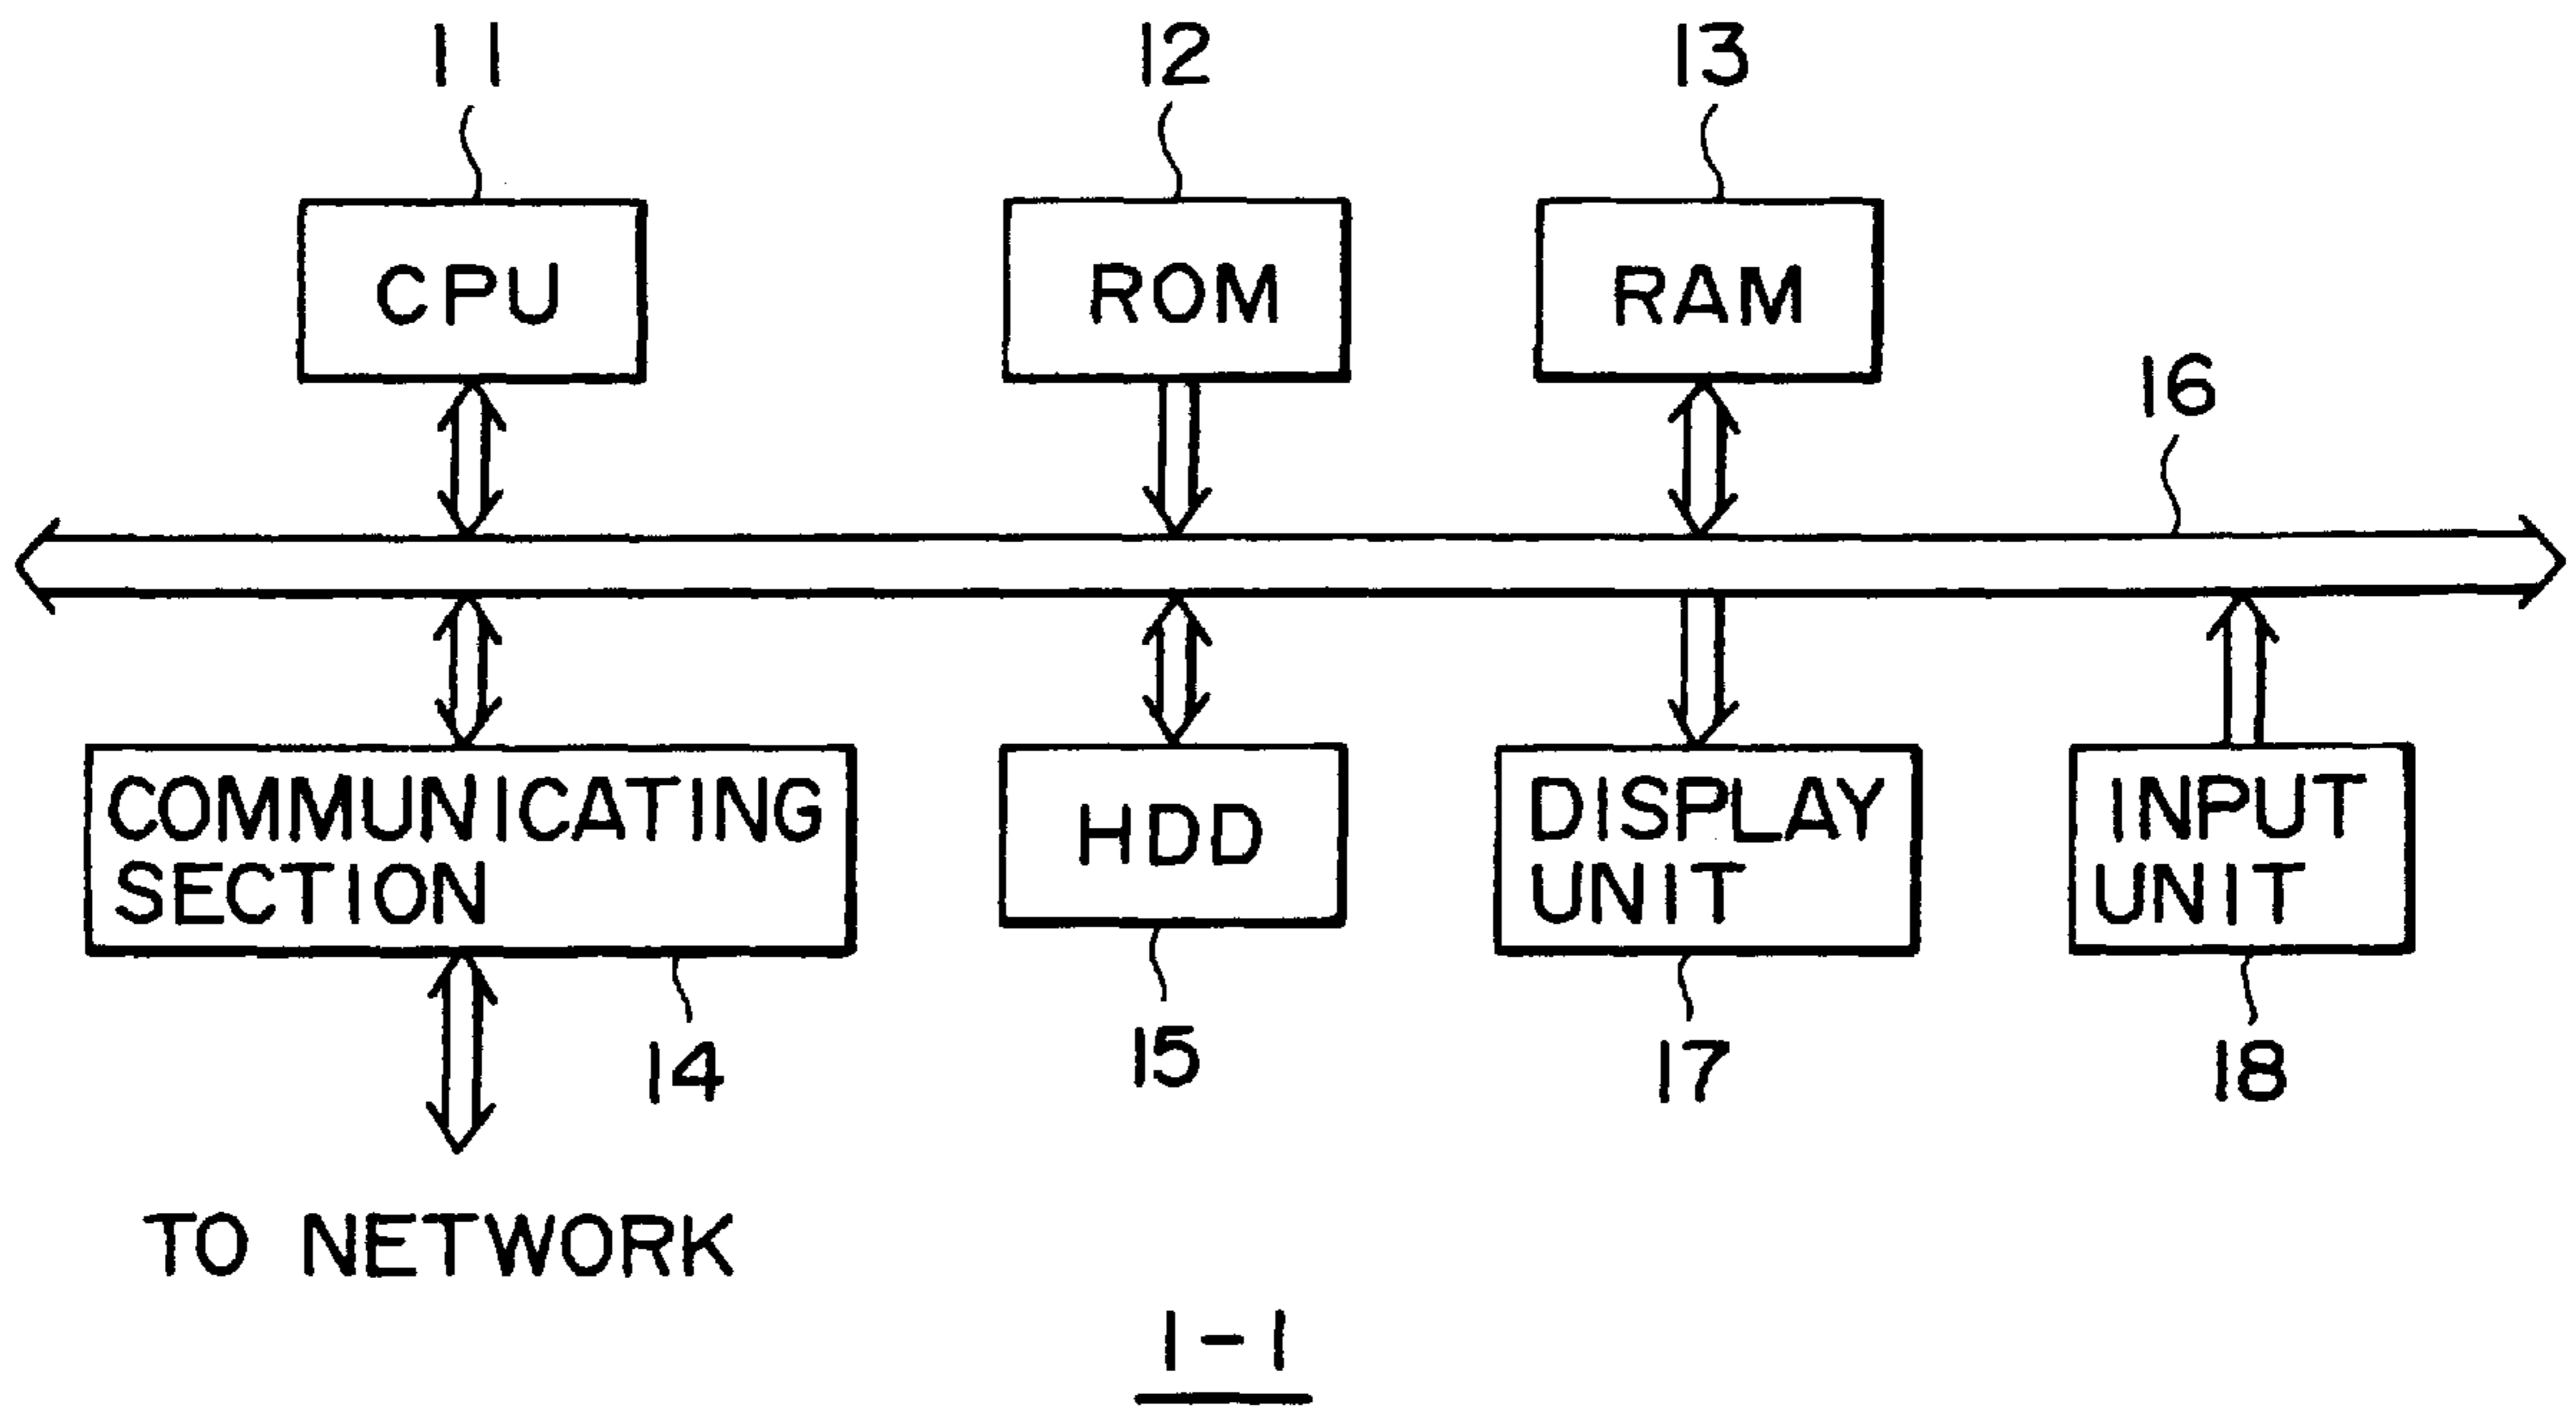 11
12
13
CPU
ROM
RAM
16
COMMUNICATING
SECTION
HDD
DISPLAY
UNIT
INPUT
UNIT
14
15
17
18
TO NETWORK
1-1